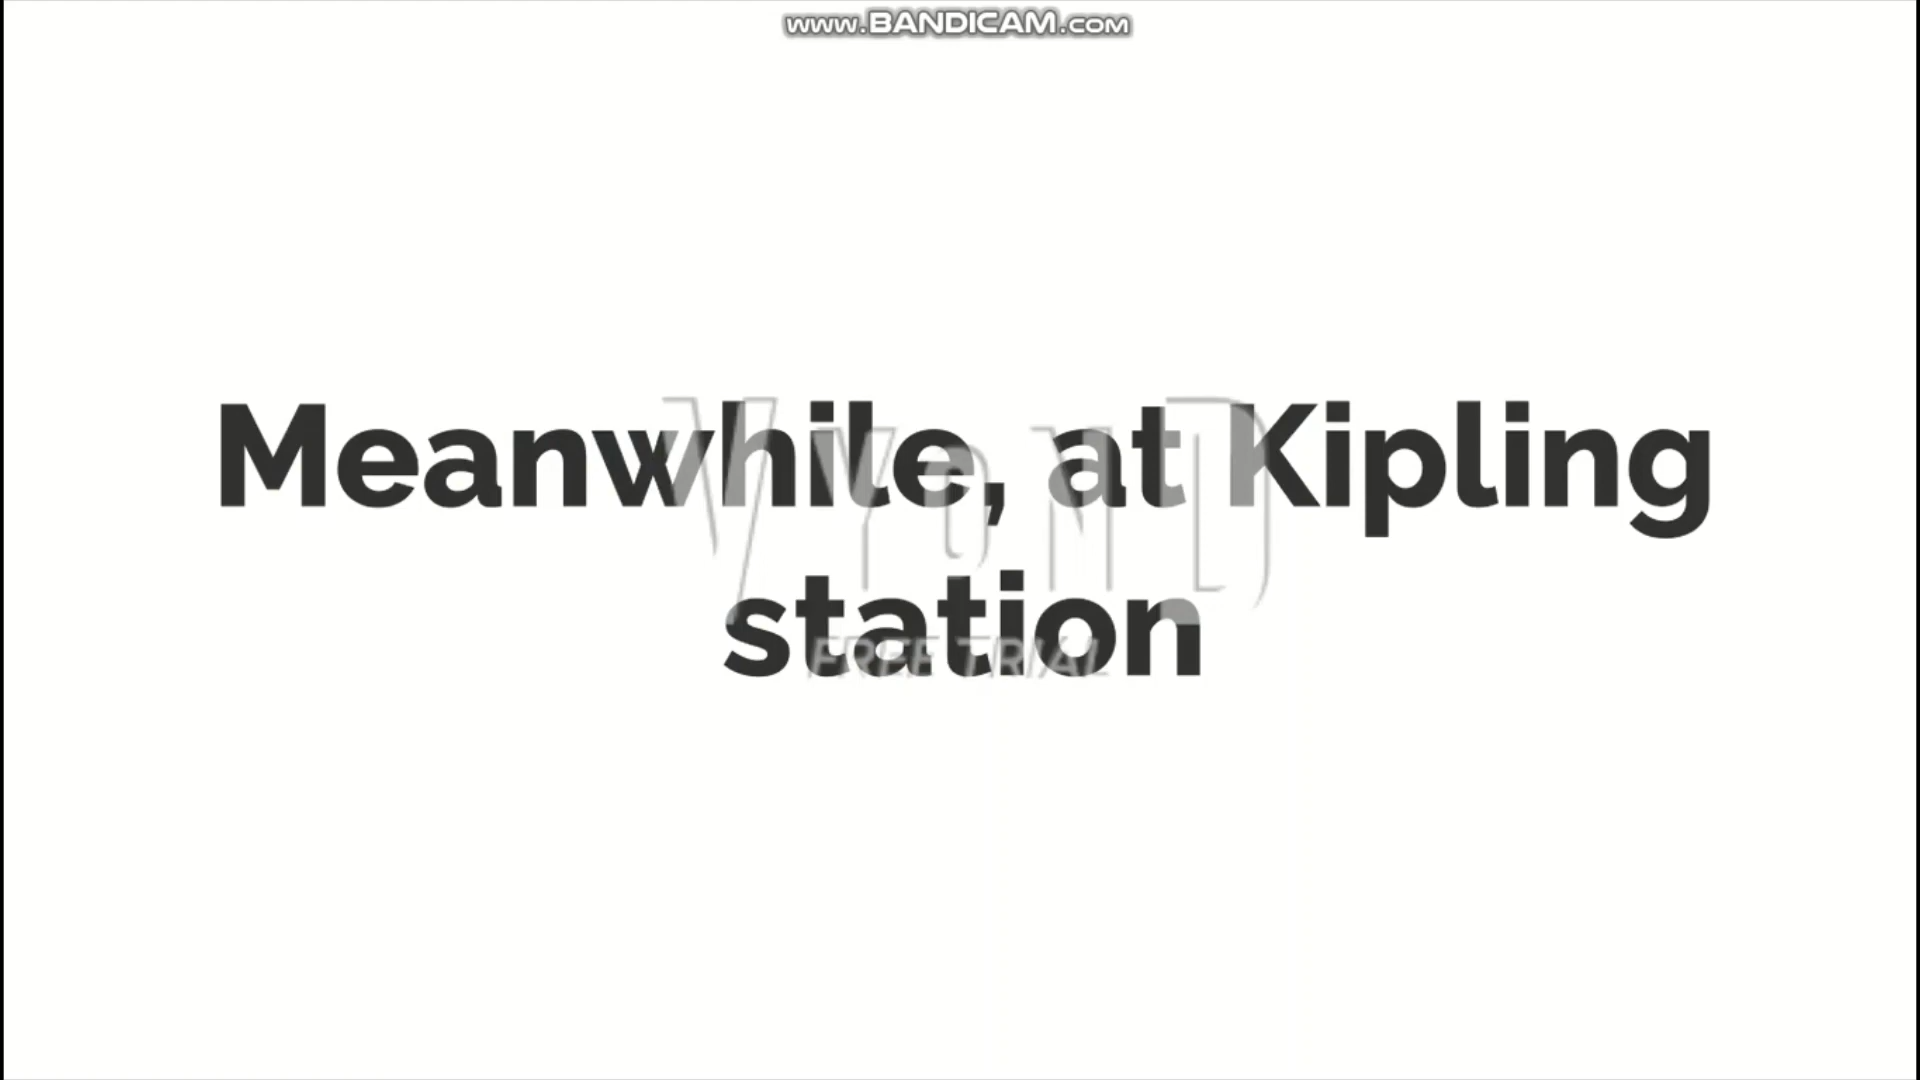 www.BANDICAM.com
Meanwhile, at Kipling
station
VYOND
FREE TRIAL